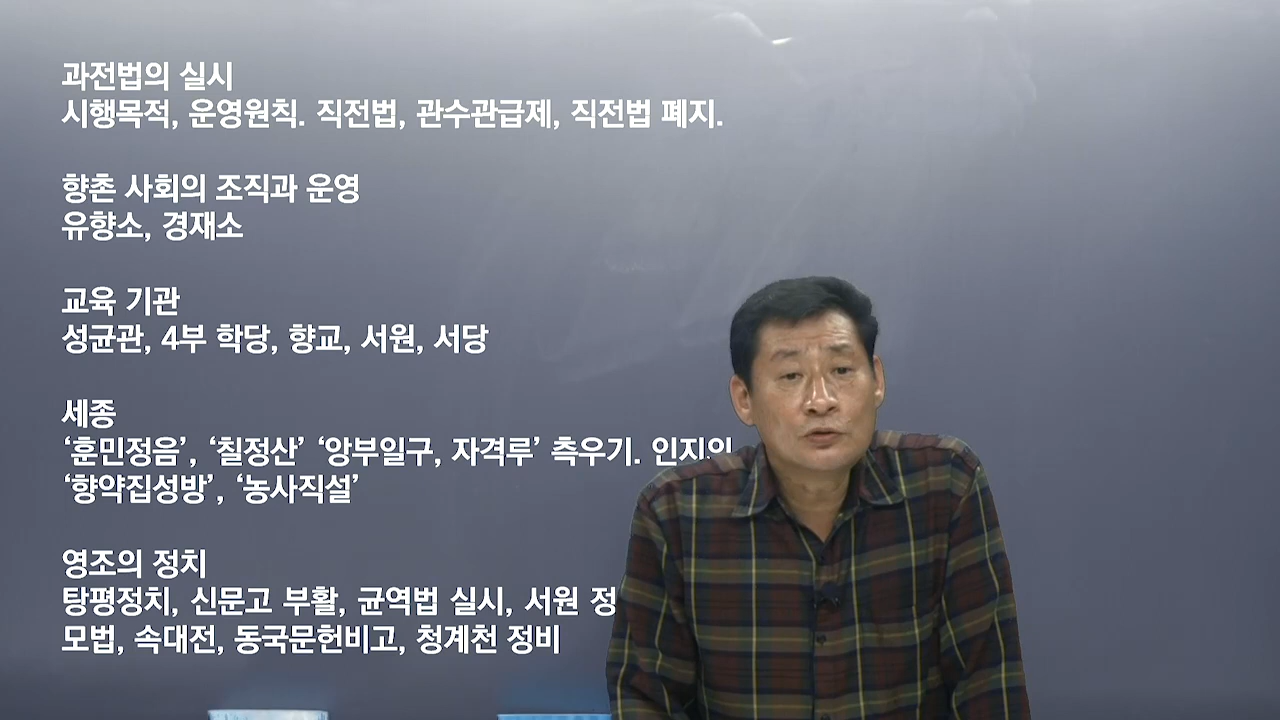 과전법의 실시
시행목적, 운영원칙. 직전법, 관수관급제, 직전법 폐지.
향촌 사회의 조직과 운영
유향소, 경재소
교육 기관
성균관, 4부 학당, 향교, 서원, 서당
세종
‘훈민정음’, ‘칠정산’ ‘앙부일구, 자격루’ 측우기.
‘향약집성방’, ‘농사직설’
영조의 정치
탕평정치, 신문고 부활, 균역법 실시, 서원 정
모법, 속대전, 동국문헌비고, 청계천 정비